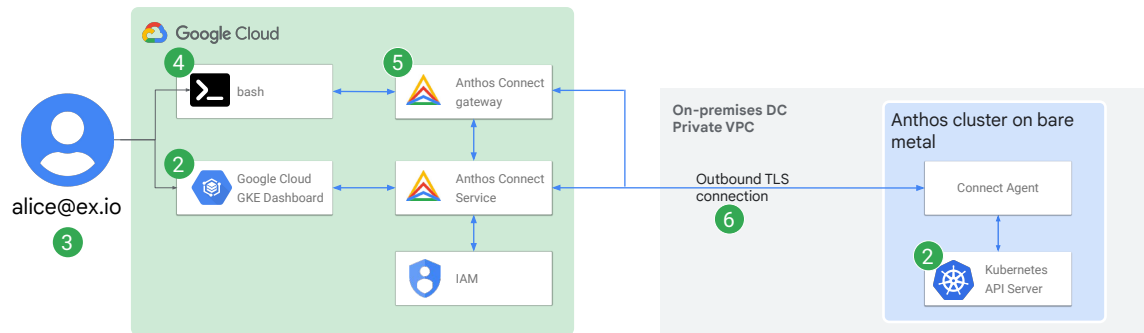 Google Cloud
4
bash
5
Anthos Connect
gateway
On-premises DC
Private VPC
Anthos cluster on bare
metal
2
Google Cloud
GKE Dashboard
Anthos Connect
Service
Outbound TLS
connection
6
Connect Agent
alice@ex.io
3
IAM
2
Kubernetes
API Server